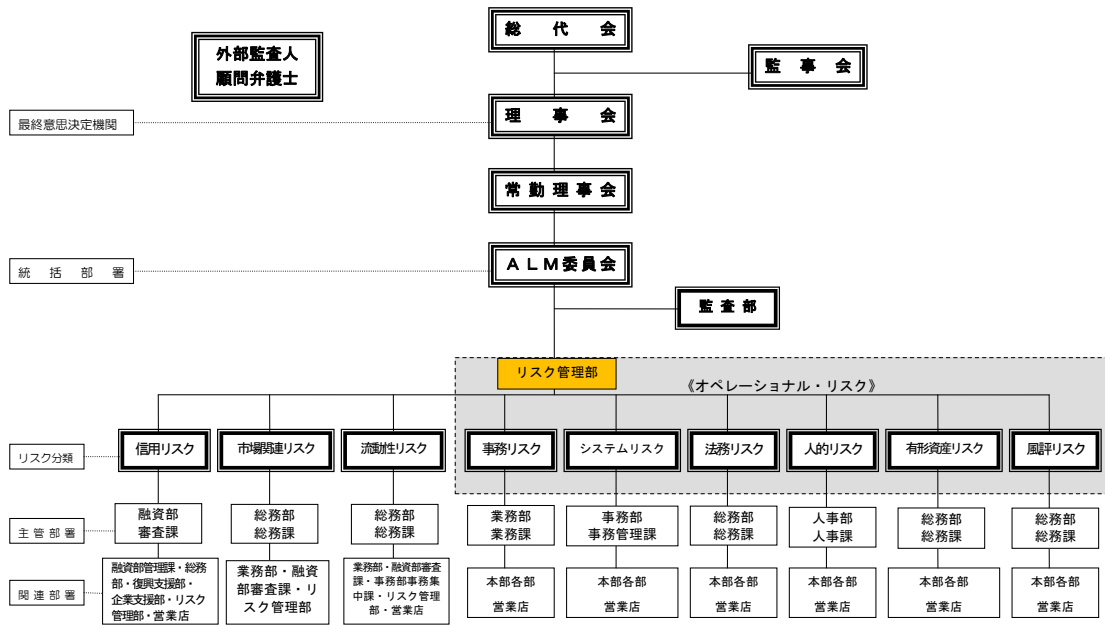 総代会
外部監査人
顧問弁護士
監事会
最終意思決定機関
理事会
常勤理事会
統括部署
ALM委員会
監査部
リスク管理部
《オペレーショナル・リスク》
リスク分類
信用リスク
市場関連リスク
流動性リスク
事務リスク
システムリスク
法務リスク
人的リスク
有形資産リスク
風評リスク
主管部署
融資部
審査課
総務部
総務課
総務部
総務課
業務部
業務課
事務部
事務管理課
総務部
総務課
人事部
人事課
総務部
総務課
総務部
総務課
関連部署
融資部管理課・総務
部・復興支援部・
企業支援部・リスク
管理部・営業店
業務部・融資
部審査課・リ
スク管理部
業務部・融資部審査
課・事務部事務集
中課・リスク管理
部・営業店
本部各部
営業店
本部各部
営業店
本部各部
営業店
本部各部
営業店
本部各部
営業店
本部各部
営業店